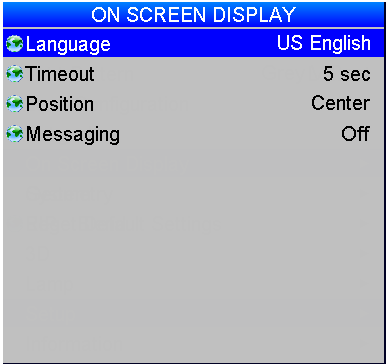 ON SCREEN DISPLAY
Language US English
Timeout 5 sec
Position Center
Messaging Off